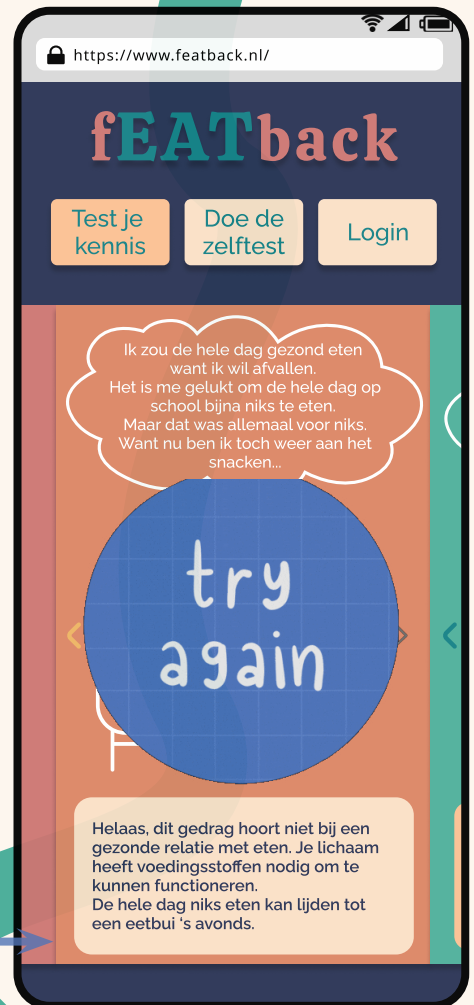 https://www.featback.nl/
fEATback
Test je
kennis
Doe de
zelftest
Login
Ik zou de hele dag gezond eten
want ik wil afvallen.
Het is me gelukt om de hele dag op
school bijna niks te eten.
Maar dat was allemaal voor niks.
Want nu ben ik toch weer aan het
snacken...
try
again
Helaas, dit gedrag hoort niet bij een
gezonde relatie met eten. Je lichaam
heeft voedingsstoffen nodig om te
kunnen functioneren.
De hele dag niks eten kan lijden tot
een eetbui ‘s avonds.